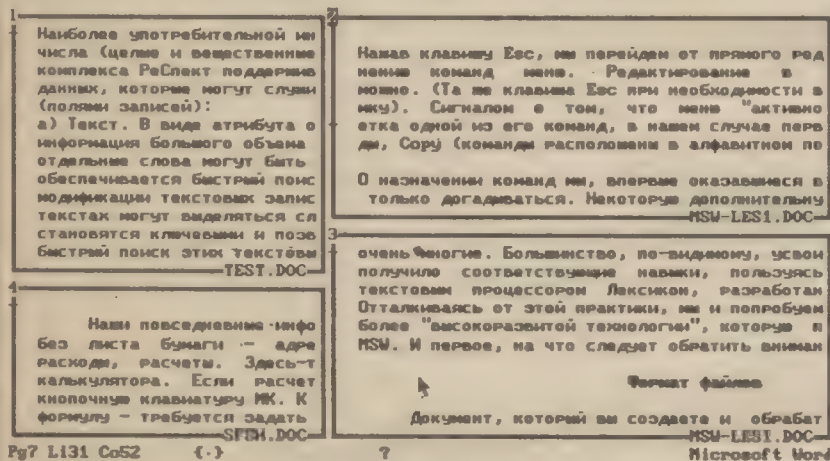 1
Наиболее употребительной ин
числа (целые и вещественные
комплекса РеСпект поддержив
данных, которые могут служи
(полями записей):
а) Текст. В виде атрибута о
информация большого объема
отдельные слова могут быть
обеспечивается быстрый поис
модификации текстовых запис
текстах могут выделяться сл
становятся ключевыми и позв
быстрый поиск этих текстовы
TEST.DOC
2
Нажав клавишу Esc, мы перейдем от прямого ред
нение команд меню. Редактирование в
можно. (Та же клавиша Esc при необходимости в
мку). Сигналом о том, что меню "активно
етка одной из его команд, в нашем случае перв
ды, Copy (команды расположены в алфавитном по
О назначении команд мы, впервые оказавшиеся в
только догадываться. Некоторую дополнительну
MSW-LES1.DOC
3
очень многие. Большинство, по-видимому, усвои
получило соответствующие навыки, пользуясь
текстовым процессором Лексикон, разработан
Отталкиваясь от этой практики, мы и попробуем
более "высокоразвитой технологии", которую п
MSW. И первое, на что следует обратить вниман
Формат файлов
Документ, который вы создаете и обрабат
MSW-LES1.DOC
4
Наши повседневные инфо
без листа бумаги - адре
расходы, расчеты. Здесь-т
калькулятора. Если расчет
кнопочную клавиатуру МК. К
формулу - требуется задать
DOC
Pg7 Li31 Co52 {·} ? Microsoft Word